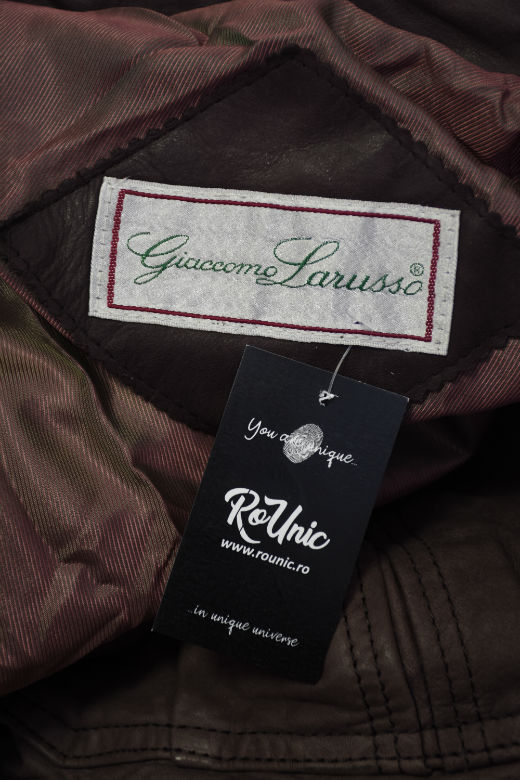 Giaccomo Larusso ®
You are unique...
RoUnic
www.rounic.ro
...in unique universe